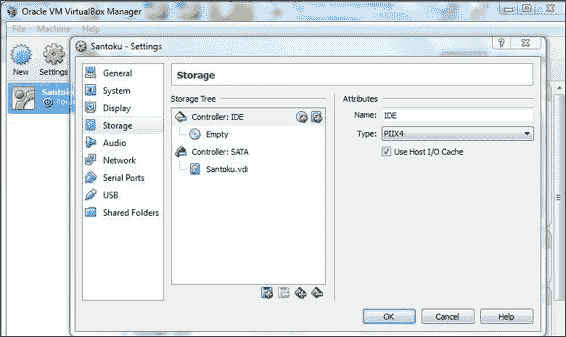 Oracle VM VirtualBox Manager
File Machine Help
New Settings
Santoku - Settings
General
System
Display
Storage
Audio
Network
Serial Ports
USB
Shared Folders
Storage
Storage Tree
Controller: IDE
Empty
Controller: SATA
Santoku.vdi
Attributes
Name: IDE
Type: PIIX4
Use Host I/O Cache
OK Cancel Help